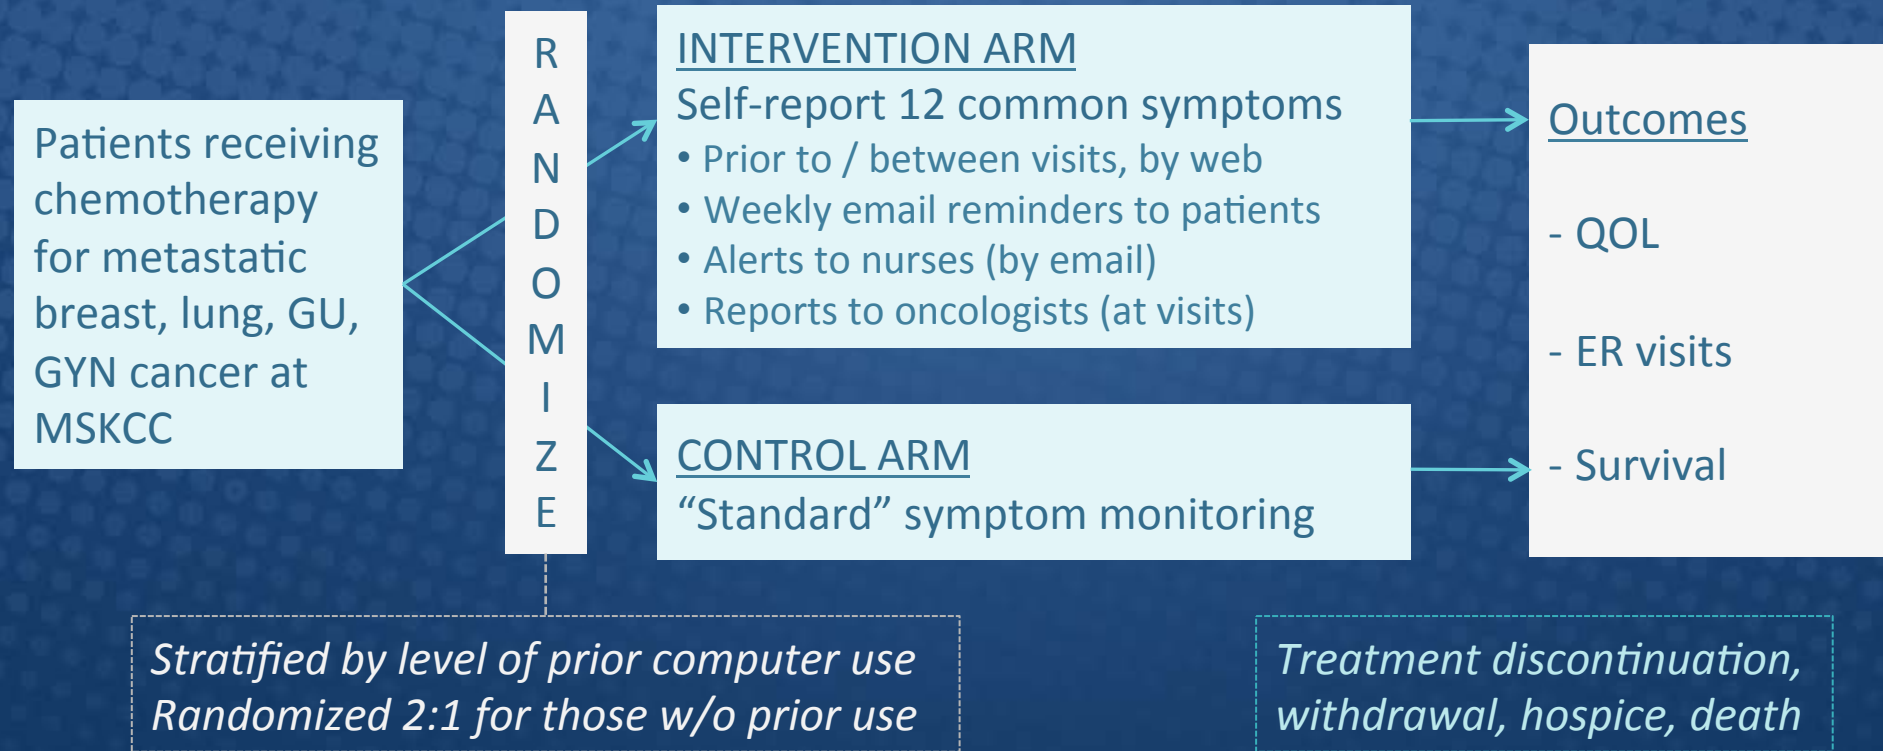 Patients receiving
chemotherapy
for metastatic
breast, lung, GU,
GYN cancer at
MSKCC
R
A
N
D
O
M
I
Z
E
INTERVENTION ARM
Self-report 12 common symptoms
• Prior to / between visits, by web
• Weekly email reminders to patients
• Alerts to nurses (by email)
• Reports to oncologists (at visits)
CONTROL ARM
“Standard” symptom monitoring
Outcomes
- QOL
- ER visits
- Survival
Stratified by level of prior computer use
Randomized 2:1 for those w/o prior use
Treatment discontinuation,
withdrawal, hospice, death